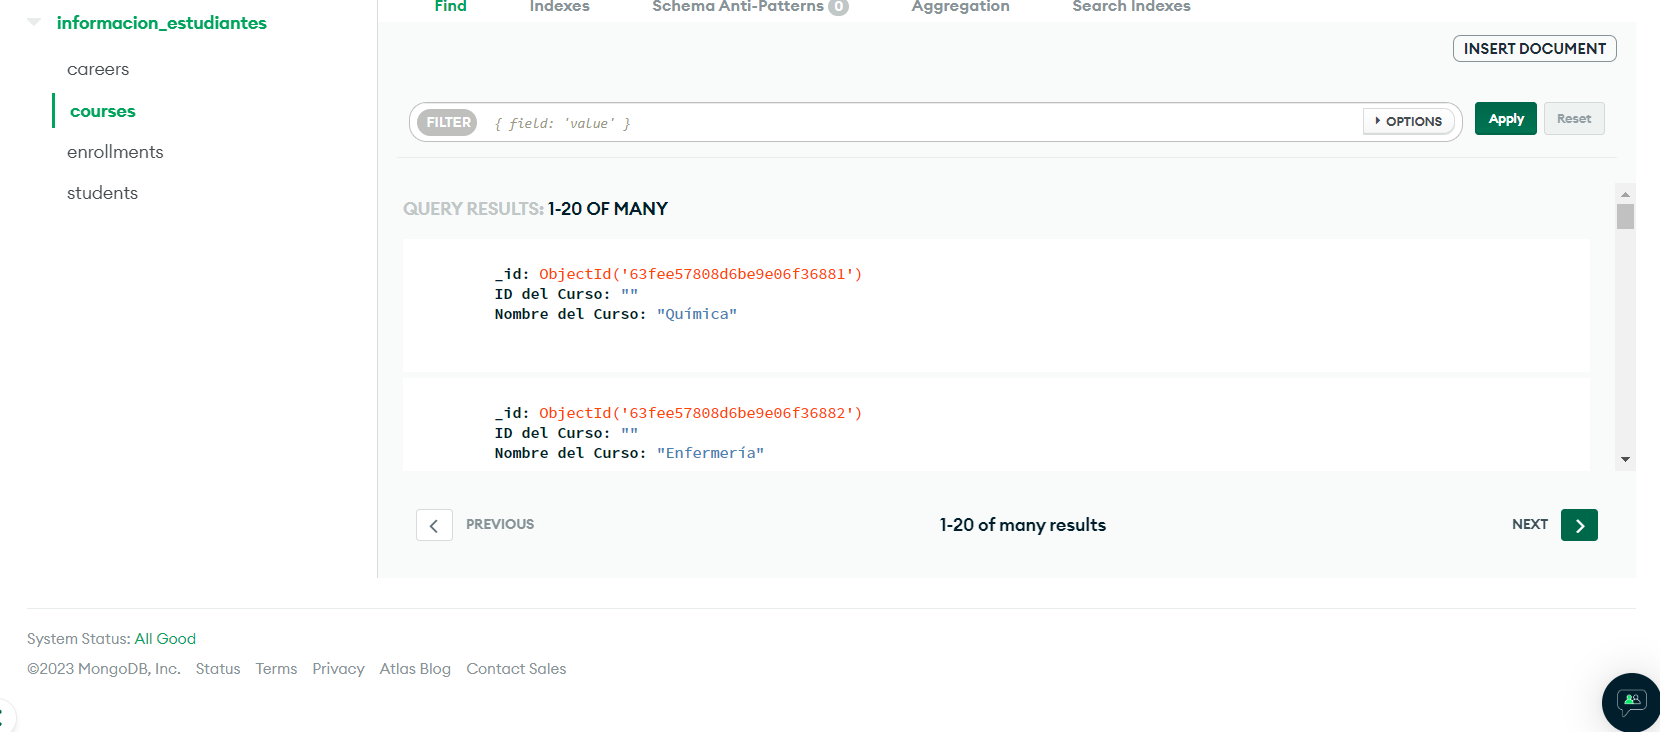 informacion_estudiantes
careers
courses
enrollments
students
Find Indexes Schema Anti-Patterns 0 Aggregation Search Indexes
INSERT DOCUMENT
FILTER { field: 'value' } OPTIONS Apply Reset
QUERY RESULTS: 1-20 OF MANY
_id: ObjectId('63fee57808d6be9e06f36881')
ID del Curso: ""
Nombre del Curso: "Química"
_id: ObjectId('63fee57808d6be9e06f36882')
ID del Curso: ""
Nombre del Curso: "Enfermería"
PREVIOUS 1-20 of many results NEXT
System Status: All Good
©2023 MongoDB, Inc. Status Terms Privacy Atlas Blog Contact Sales